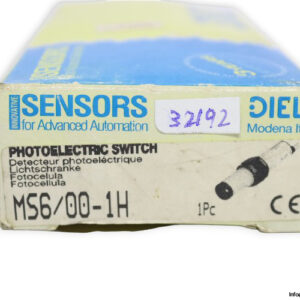 INNOVATIVE
SENSORS
for Advanced Automation
32192
DIEL
Modena
PHOTOELECTRIC SWITCH
Detecteur photoélectrique
Lichtschranke
Fotocelula
Fotocellula
MS6/00-1H
1Pc
CE